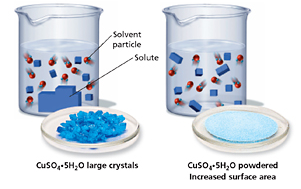 Solvent
particle
Solute
CuSO₄•5H₂O large crystals
CuSO₄•5H₂O powdered
Increased surface area